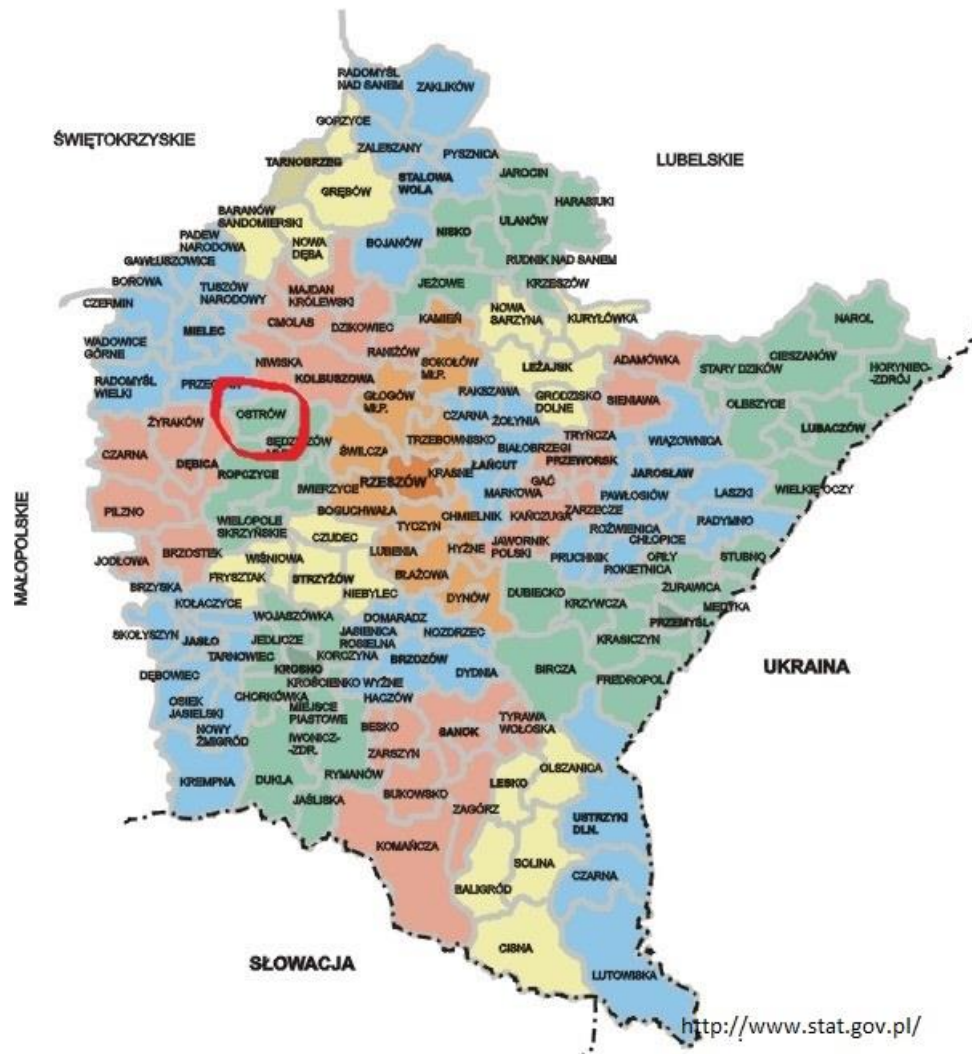 RADOMYŚL
NAD SANEM
ZAKLIKÓW
GORZYCE
ŚWIĘTOKRZYSKIE
ZALESZANY
PYSZNICA
LUBELSKIE
TARNOBRZEG
STALOWA
WOLA
JAROCIN
GRĘBÓW
HARASIUKI
BARANÓW
SANDOMIERSKI
ULANÓW
NISKO
PADEW
NARODOWA
NOWA
DĘBA
BOJANÓW
GAWŁUSZOWICE
RUDNIK NAD SANEM
BOROWA
TUSZÓW
NARODOWY
MAJDAN
KRÓLEWSKI
JEŻOWE
KRZESZÓW
CZERMIN
NOWA
SARZYNA
KURYŁÓWKA
NAROL
CMOLAS
DZIKOWIEC
KAMIEŃ
MIELEC
WADOWICE
GÓRNE
RANIŻÓW
NIWISKA
SOKOŁÓW
MŁP.
LEŻAJSK
ADAMÓWKA
CIESZANÓW
STARY DZIKÓW
HORYNIEC-
-ZDRÓJ
RADOMYŚL
WIELKI
KOLBUSZOWA
RAKSZAWA
GŁOGÓW
MŁP.
GRODZISKO
DOLNE
SIENIAWA
OLESZYCE
OSTRÓW
CZARNA
ŻOŁYNIA
ŻYRAKÓW
LUBACZÓW
TRZEBOWNISKO
BIAŁOBRZEGI
TRYŃCZA
WIĄZOWNICA
CZARNA
ŚWILCZA
DĘBICA
ROPCZYCE
KRASNE
ŁAŃCUT
PRZEWORSK
JAROSŁAW
RZESZÓW
GAĆ
LASZKI
WIELKIE OCZY
IWIERZYCE
MARKOWA
PAWŁOSIÓW
PILZNO
BOGUCHWAŁA
CHMIELNIK
KAŃCZUGA
ZARZECZE
RADYMNO
MAŁOPOLSKIE
WIELOPOLE
SKRZYŃSKIE
TYCZYN
ROŹWIENICA
CZUDEC
CHŁOPICE
JODŁOWA
BRZOSTEK
WIŚNIOWA
LUBENIA
HYŻNE
JAWORNIK
POLSKI
PRUCHNIK
STUBNO
ROKIETNICA
FRYSZTAK
STRZYŻÓW
BŁAŻOWA
BRZYSKA
NIEBYLEC
DYNÓW
DUBIECKO
ŻURAWICA
KOŁACZYCE
KRZYWCZA
MEDYKA
WOJASZÓWKA
DOMARADZ
PRZEMYŚL
SKOŁYSZYN
JASŁO
JEDLICZE
JASIENICA
ROSIELNA
NOZDRZEC
KRASICZYN
TARNOWIEC
KORCZYNA
BRZOZÓW
KROSNO
BIRCZA
UKRAINA
DĘBOWIEC
DYDNIA
FREDROPOL
KROŚCIENKO WYŻNE
CHORKÓWKA
HACZÓW
OSIEK
JASIELSKI
MIEJSCE
PIASTOWE
NOWY
ŻMIGRÓD
BESKO
SANOK
TYRAWA
WOŁOSKA
IWONICZ-
-ZDR.
ZARSZYN
KREMPNA
DUKLA
RYMANÓW
OLSZANICA
LESKO
BUKOWSKO
JAŚLISKA
ZAGÓRZ
USTRZYKI
DLN.
KOMAŃCZA
SOLINA
CZARNA
BALIGRÓD
CISNA
SŁOWACJA
LUTOWISKA
http://www.stat.gov.pl/